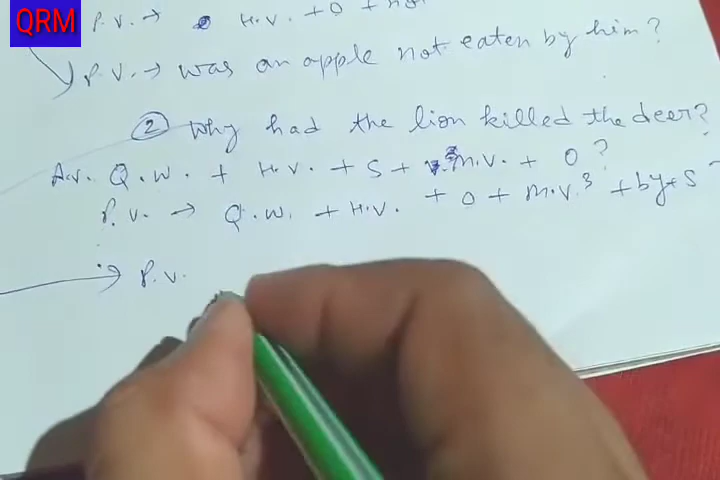 QRM
P.V. → H.V. + O +
P.V. → was an apple not eaten by him?
② Why had the lion killed the deer?
A.V. Q.W. + H.V. + S + M.V. + O ?
P.V. → Q.W. + H.V. + O + M.V.³ + by + S
→ P.V.